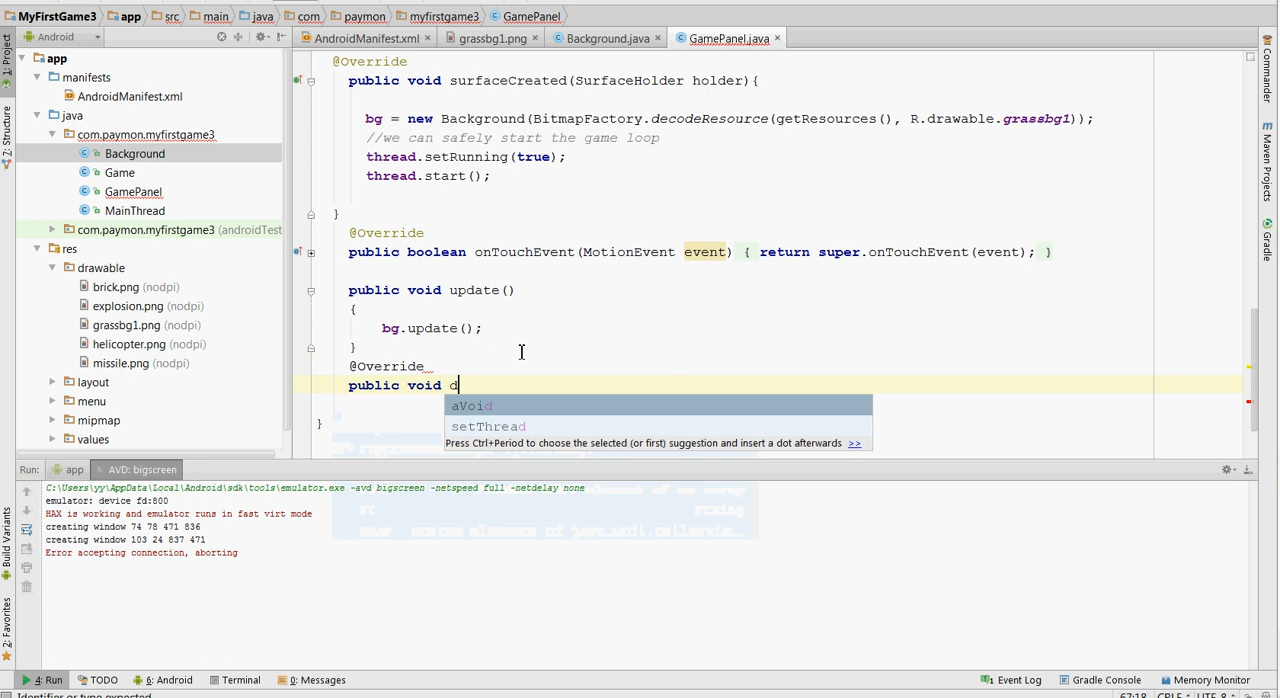 MyFirstGame3 app src main java com paymon myfirstgame3 GamePanel
Android
AndroidManifest.xml × grassbg1.png × Background.java × GamePanel.java ×
1: Project
7: Structure
Build Variants
2: Favorites
app
manifests
AndroidManifest.xml
java
com.paymon.myfirstgame3
Background
Game
GamePanel
MainThread
com.paymon.myfirstgame3 (androidTest
res
drawable
brick.png (nodpi)
explosion.png (nodpi)
grassbg1.png (nodpi)
helicopter.png (nodpi)
missile.png (nodpi)
layout
menu
mipmap
values
@Override
public void surfaceCreated(SurfaceHolder holder){
bg = new Background(BitmapFactory.decodeResource(getResources(), R.drawable.grassbg1));
//we can safely start the game loop
thread.setRunning(true);
thread.start();
}
@Override
public boolean onTouchEvent(MotionEvent event) { return super.onTouchEvent(event); }
public void update()
{
bg.update();
}
@Override
public void d
aVoid
setThread
Press Ctrl+Period to choose the selected (or first) suggestion and insert a dot afterwards >>
}
Commander
Maven Projects
Gradle
Run: app AVD: bigscreen
C:\Users\yy\AppData\Local\Android\sdk\tools\emulator.exe -avd bigscreen -netspeed full -netdelay none
emulator: device fd:800
HAX is working and emulator runs in fast virt mode
creating window 74 78 471 836
creating window 103 24 837 471
Error accepting connection, aborting
4: Run TODO 6: Android Terminal 0: Messages 1 Event Log Gradle Console Memory Monitor
Identifier or type expected 67:18 CRLF UTF-8